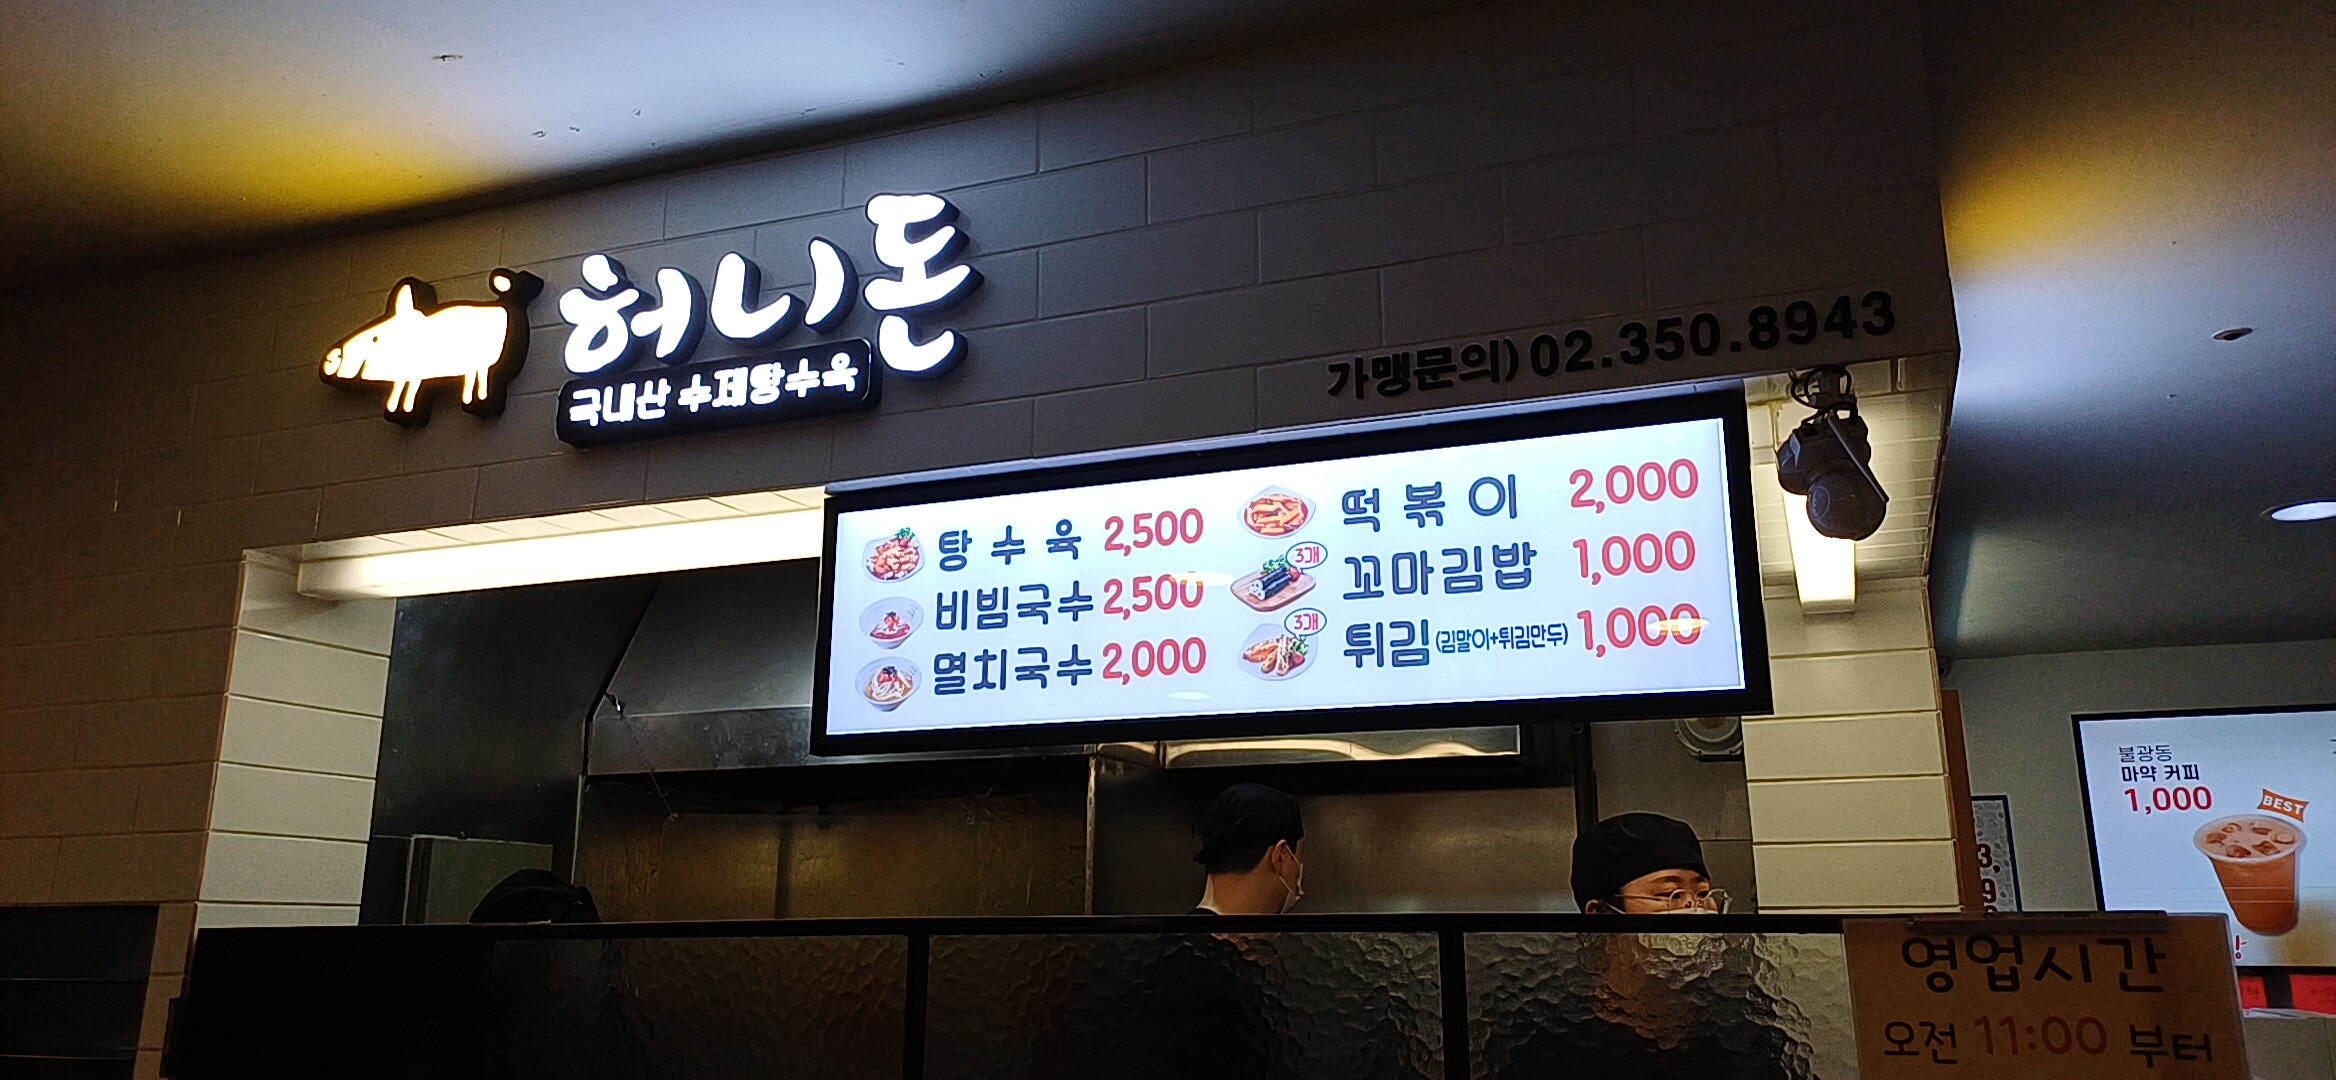 허니돈
국내산 수제탕수육
가맹문의) 02.350.8943
탕수육 2,500
비빔국수 2,500
멸치국수 2,000
떡볶이 2,000
3개
꼬마김밥 1,000
3개
튀김 (김말이+튀김만두) 1,000
불광동
마약 커피
1,000
BEST
영업시간
오전 11:00 부터